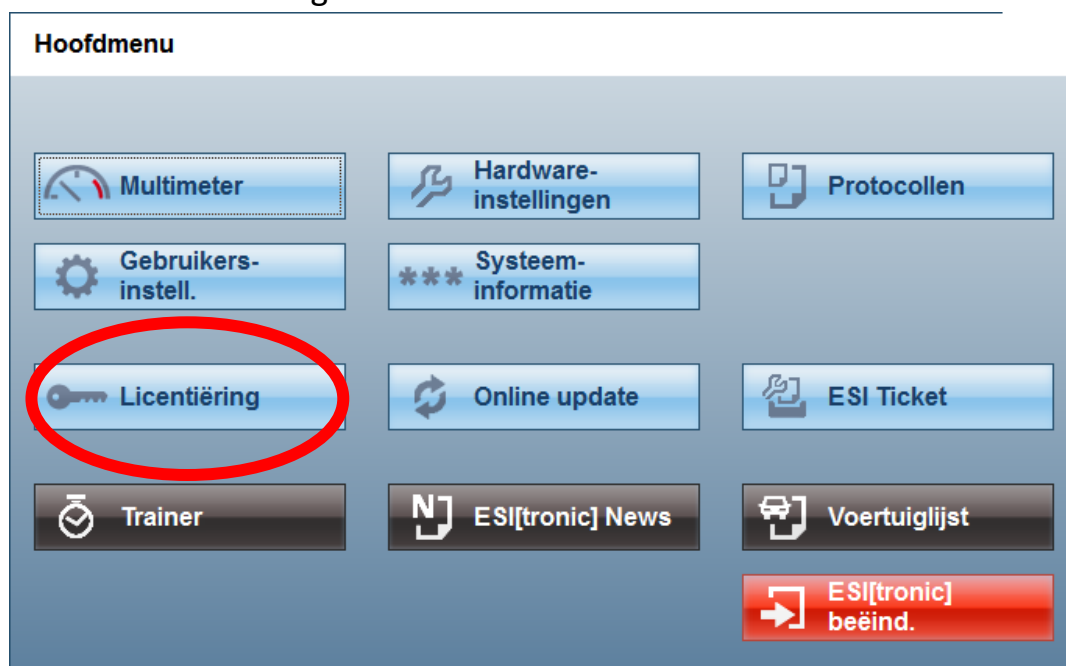 Hoofdmenu
Multimeter
Hardware-
instellingen
Protocollen
Gebruikers-
instell.
***
Systeem-
informatie
Licentiëring
Online update
ESI Ticket
Trainer
N
ESI[tronic] News
Voertuiglijst
ESI[tronic]
beëind.